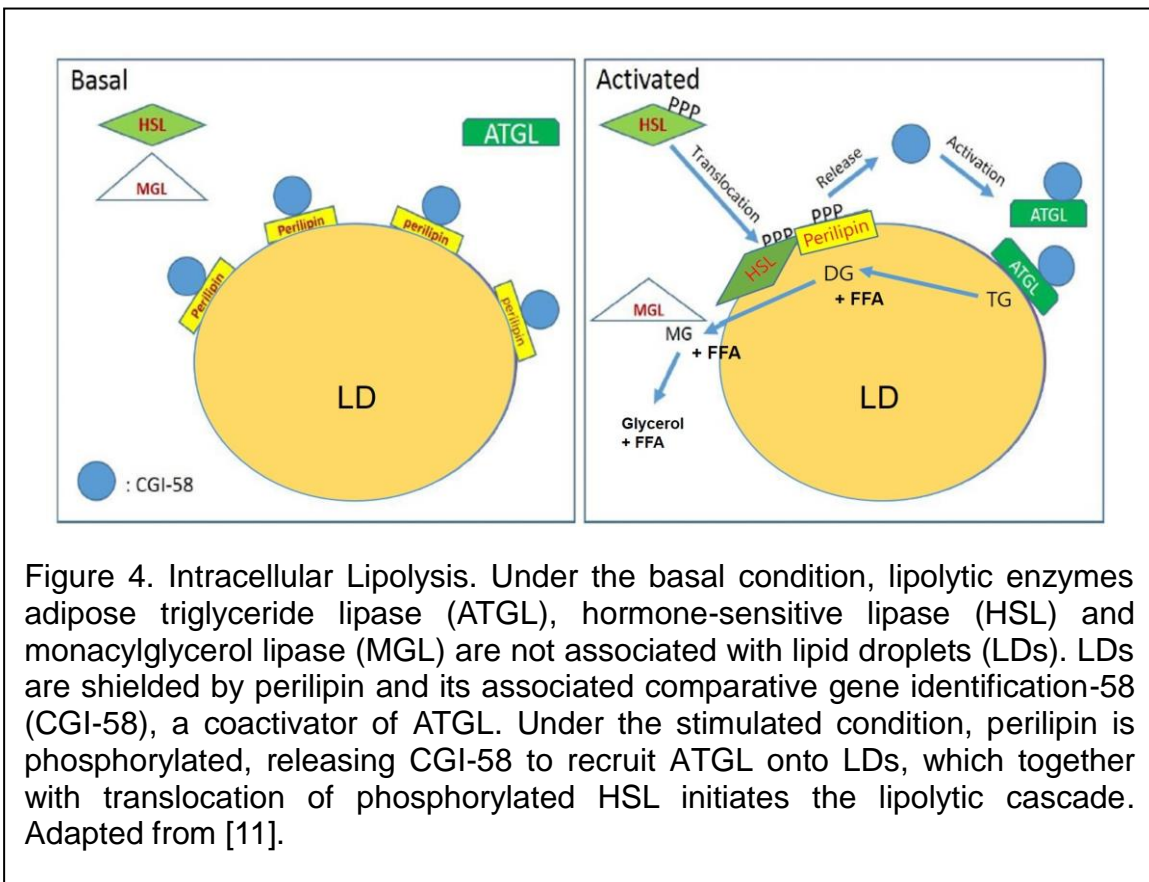 Basal
HSL
MGL
ATGL
Perilipin
perilipin
Perilipin
perilipin
LD
: CGI-58
Activated
PPP
HSL
Translocation
Release
Activation
ATGL
PPP
PPP
Perilipin
HSL
ATGL
DG
+ FFA
TG
MGL
MG
+ FFA
LD
Glycerol
+ FFA
Figure 4. Intracellular Lipolysis. Under the basal condition, lipolytic enzymes
adipose triglyceride lipase (ATGL), hormone-sensitive lipase (HSL) and
monacylglycerol lipase (MGL) are not associated with lipid droplets (LDs). LDs
are shielded by perilipin and its associated comparative gene identification-58
(CGI-58), a coactivator of ATGL. Under the stimulated condition, perilipin is
phosphorylated, releasing CGI-58 to recruit ATGL onto LDs, which together
with translocation of phosphorylated HSL initiates the lipolytic cascade.
Adapted from [11].